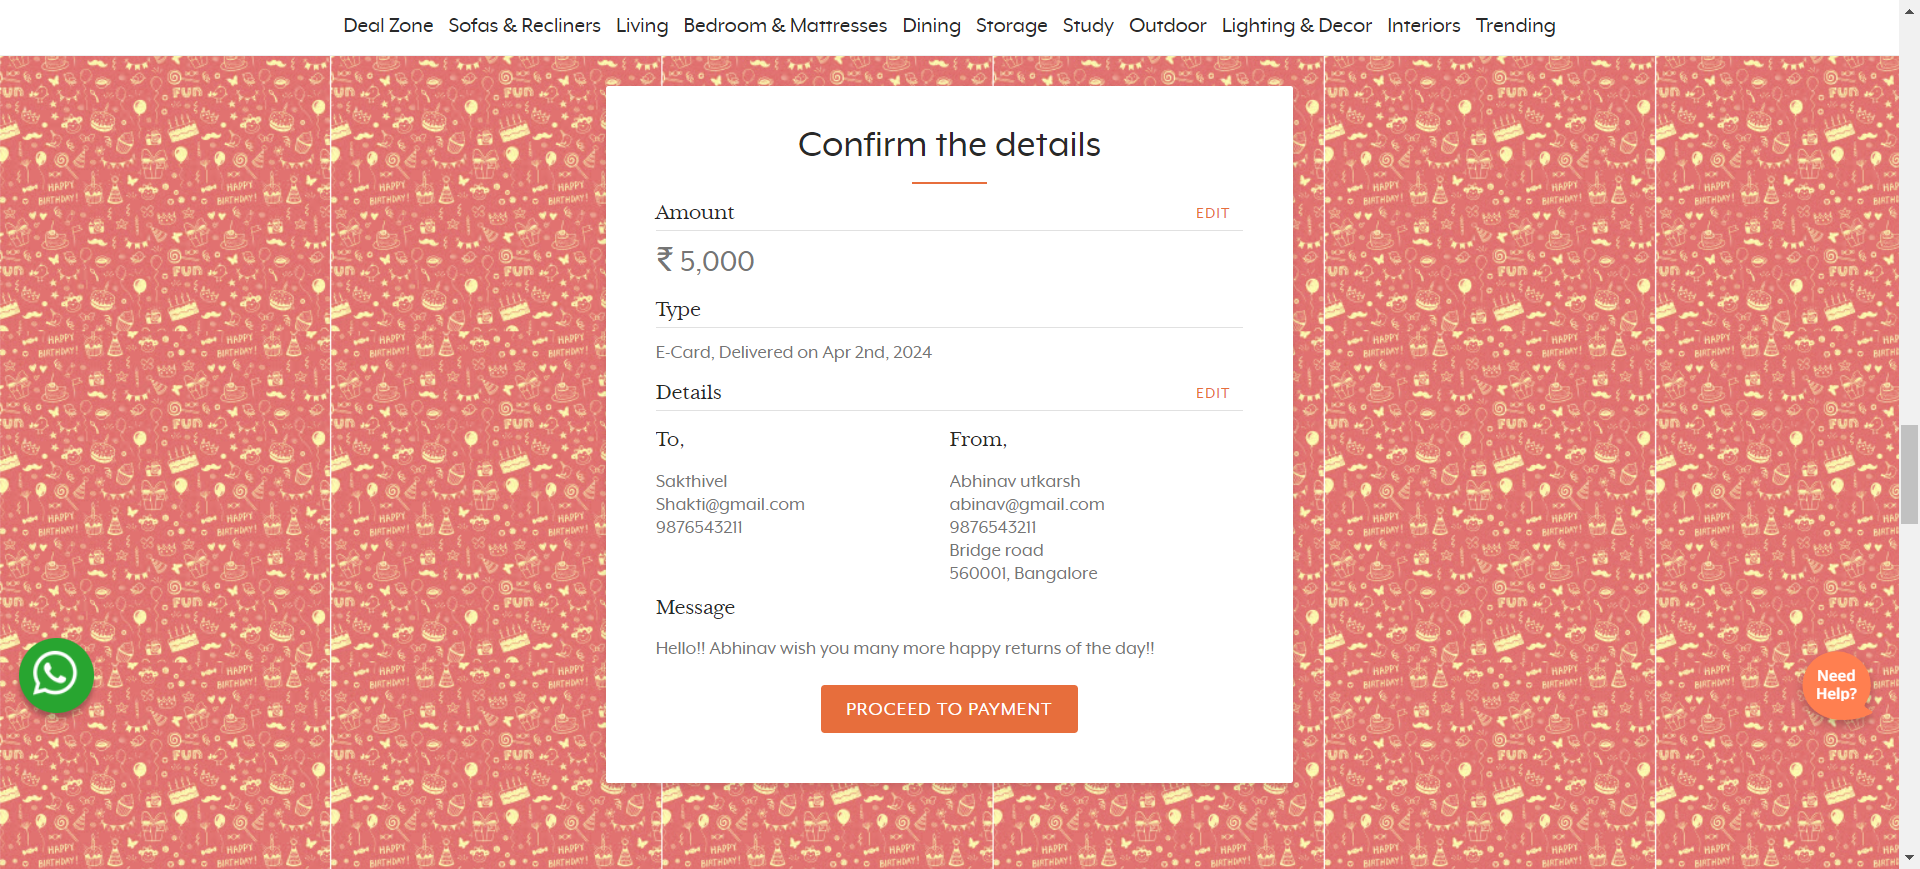 Deal Zone Sofas & Recliners Living Bedroom & Mattresses Dining Storage Study Outdoor Lighting & Decor Interiors Trending
Confirm the details
Amount EDIT
₹ 5,000
Type
E-Card, Delivered on Apr 2nd, 2024
Details EDIT
To,
Sakthivel
Shakti@gmail.com
9876543211
From,
Abhinav utkarsh
abinav@gmail.com
9876543211
Bridge road
560001, Bangalore
Message
Hello!! Abhinav wish you many more happy returns of the day!!
PROCEED TO PAYMENT
Need
Help?
FUN
HAPPY
BIRTHDAY!